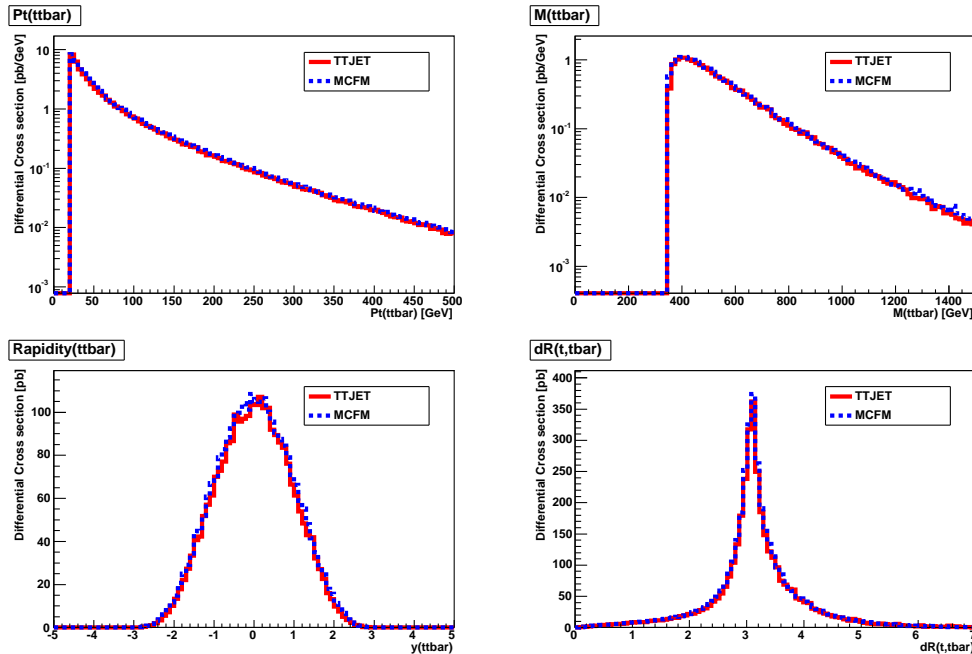 Pt(ttbar)
Differential Cross section [pb/GeV]
10
1
10-1
10-2
10-3
TTJET
MCFM
0 50 100 150 200 250 300 350 400 450 500
Pt(ttbar) [GeV]
M(ttbar)
Differential Cross section [pb/GeV]
1
10-1
10-2
10-3
TTJET
MCFM
0 200 400 600 800 1000 1200 1400
M(ttbar) [GeV]
Rapidity(ttbar)
Differential Cross section [pb]
100
80
60
40
20
0
TTJET
MCFM
-5 -4 -3 -2 -1 0 1 2 3 4 5
y(ttbar)
dR(t,tbar)
Differential Cross section [pb]
400
350
300
250
200
150
100
50
0
TTJET
MCFM
0 1 2 3 4 5 6
dR(t,tbar)